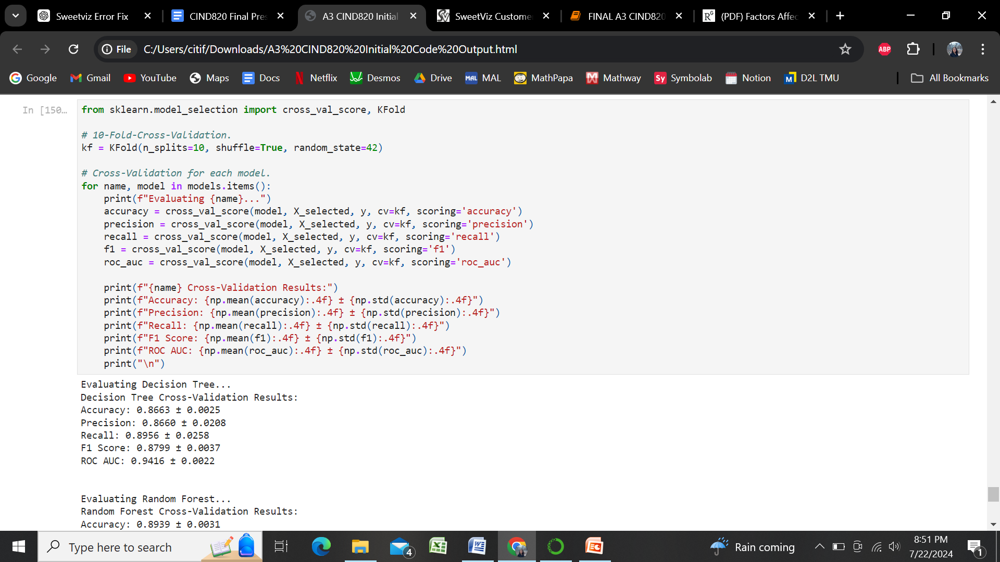 Sweetviz Error Fix
CIND820 Final Pres
A3 CIND820 Initial
SweetViz Custome
FINAL A3 CIND820
(PDF) Factors Affec
File
C:/Users/citif/Downloads/A3%20CIND820%20Initial%20Code%20Output.html
ABP
Google
Gmail
YouTube
Maps
Docs
Netflix
Desmos
Drive
MAL
MathPapa
Mathway
Symbolab
Notion
D2L TMU
All Bookmarks
In [150…
from sklearn.model_selection import cross_val_score, KFold
# 10-Fold-Cross-Validation.
kf = KFold(n_splits=10, shuffle=True, random_state=42)
# Cross-Validation for each model.
for name, model in models.items():
    print(f"Evaluating {name}...")
    accuracy = cross_val_score(model, X_selected, y, cv=kf, scoring='accuracy')
    precision = cross_val_score(model, X_selected, y, cv=kf, scoring='precision')
    recall = cross_val_score(model, X_selected, y, cv=kf, scoring='recall')
    f1 = cross_val_score(model, X_selected, y, cv=kf, scoring='f1')
    roc_auc = cross_val_score(model, X_selected, y, cv=kf, scoring='roc_auc')
    print(f"{name} Cross-Validation Results:")
    print(f"Accuracy: {np.mean(accuracy):.4f} ± {np.std(accuracy):.4f}")
    print(f"Precision: {np.mean(precision):.4f} ± {np.std(precision):.4f}")
    print(f"Recall: {np.mean(recall):.4f} ± {np.std(recall):.4f}")
    print(f"F1 Score: {np.mean(f1):.4f} ± {np.std(f1):.4f}")
    print(f"ROC AUC: {np.mean(roc_auc):.4f} ± {np.std(roc_auc):.4f}")
    print("\n")
Evaluating Decision Tree...
Decision Tree Cross-Validation Results:
Accuracy: 0.8663 ± 0.0025
Precision: 0.8660 ± 0.0208
Recall: 0.8956 ± 0.0258
F1 Score: 0.8799 ± 0.0037
ROC AUC: 0.9416 ± 0.0022
Evaluating Random Forest...
Random Forest Cross-Validation Results:
Accuracy: 0.8939 ± 0.0031
Type here to search
4
Rain coming
8:51 PM
7/22/2024
1